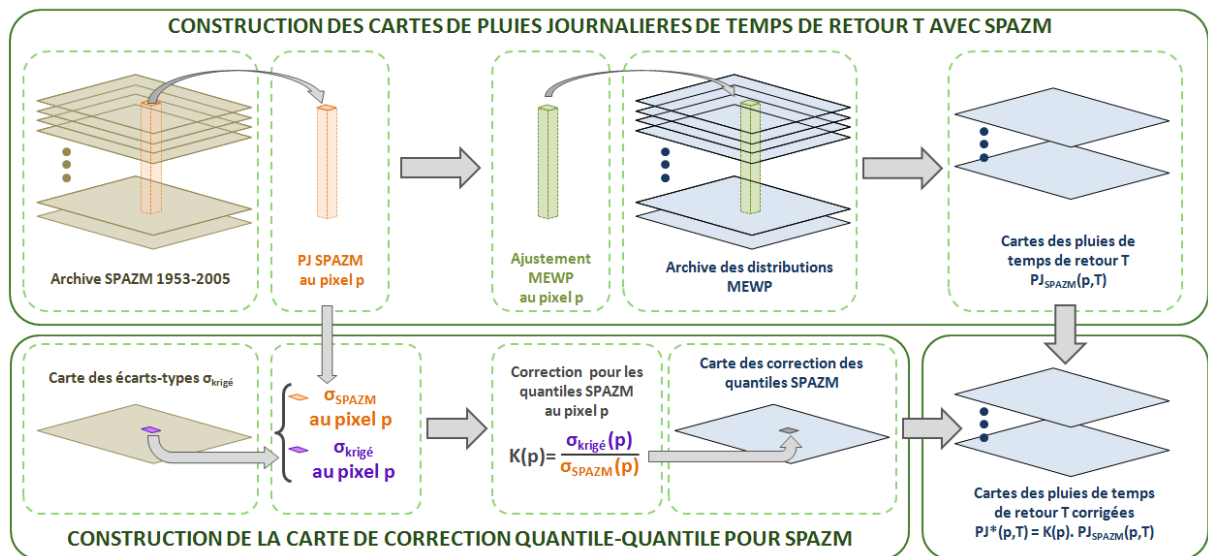 CONSTRUCTION DES CARTES DE PLUIES JOURNALIERES DE TEMPS DE RETOUR T AVEC SPAZM
Archive SPAZM 1953-2005
PJ SPAZM
au pixel p
Ajustement
MEWP
au pixel p
Archive des distributions
MEWP
Cartes des pluies de
temps de retour T
PJSPAZM(p,T)
Carte des écarts-types σkrigé
σSPAZM
au pixel p
σkrigé
au pixel p
Correction pour les
quantiles SPAZM
au pixel p
K(p)= σkrigé(p)
σSPAZM(p)
Carte des correction des
quantiles SPAZM
Cartes des pluies de temps
de retour T corrigées
PJ*(p,T) = K(p). PJSPAZM(p,T)
CONSTRUCTION DE LA CARTE DE CORRECTION QUANTILE-QUANTILE POUR SPAZM